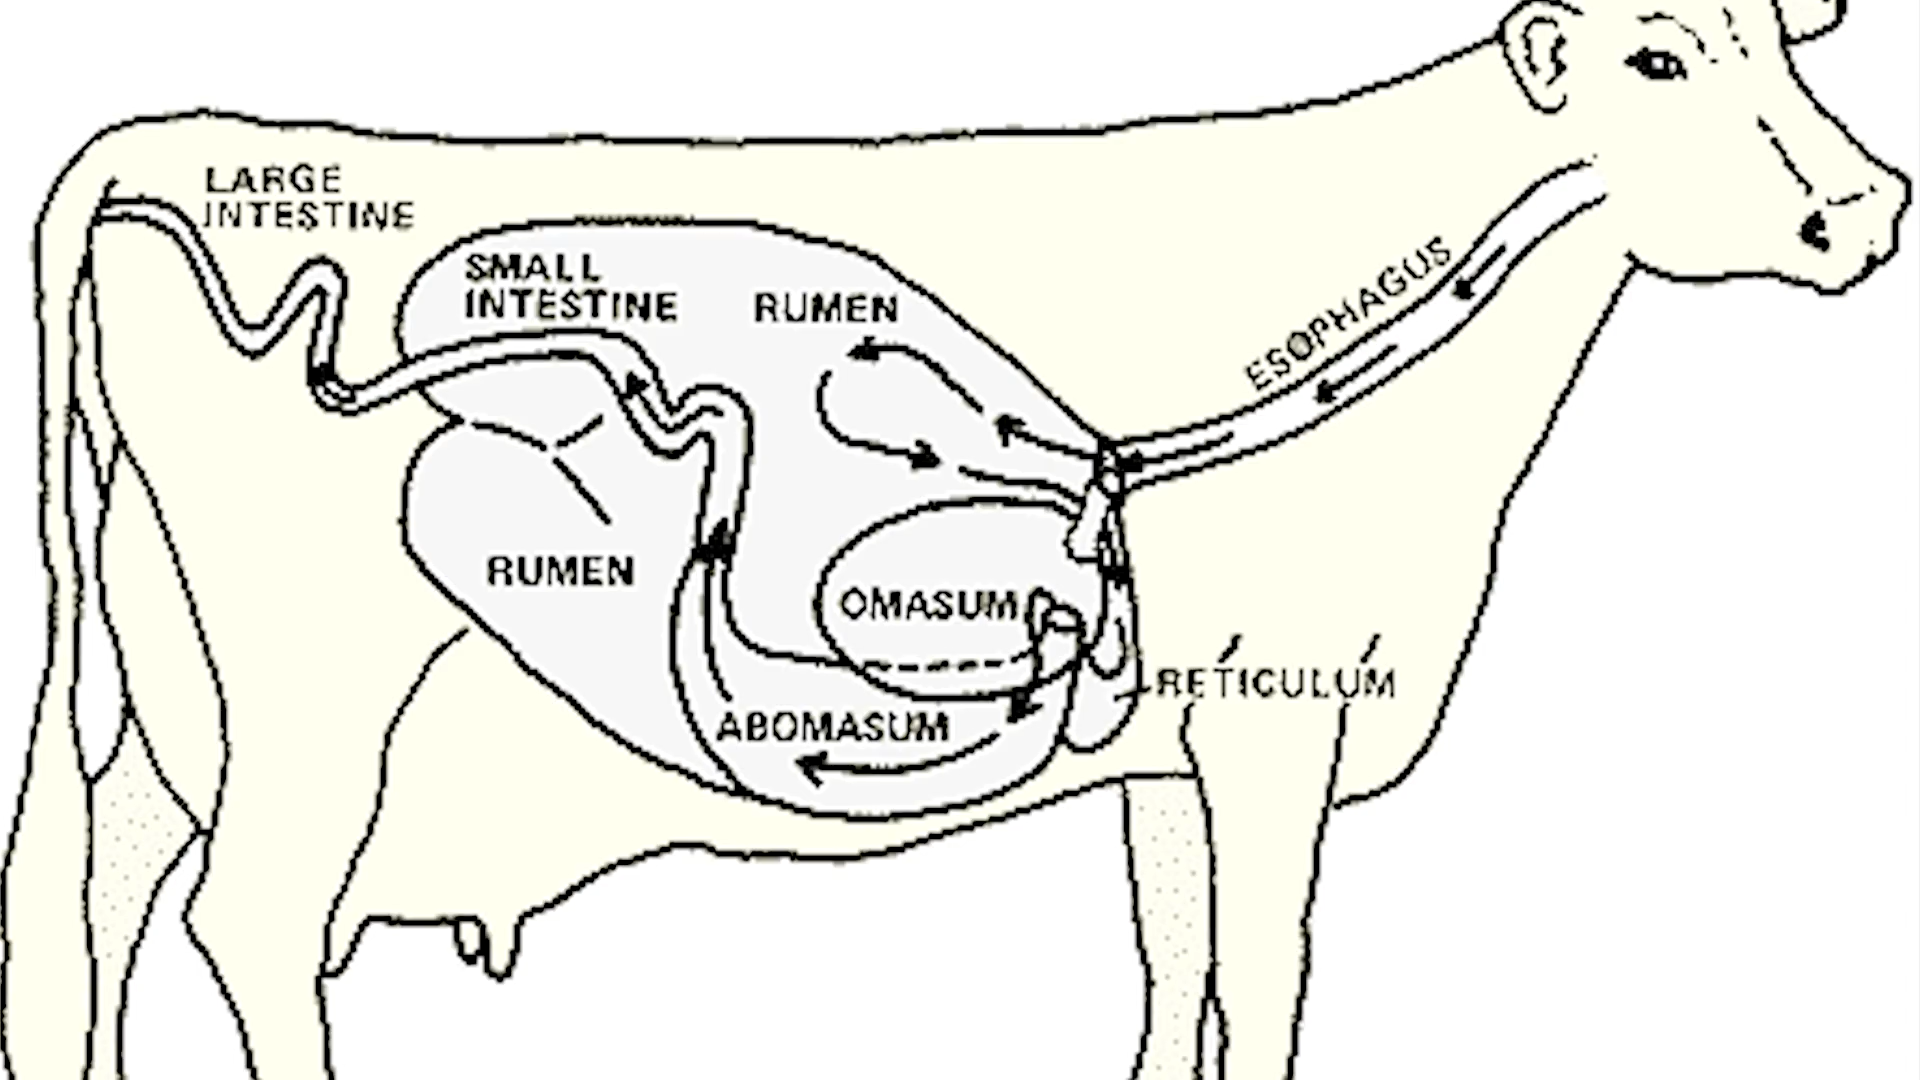 LARGE
INTESTINE
SMALL
INTESTINE
RUMEN
ESOPHAGUS
RUMEN
OMASUM
RETICULUM
ABOMASUM